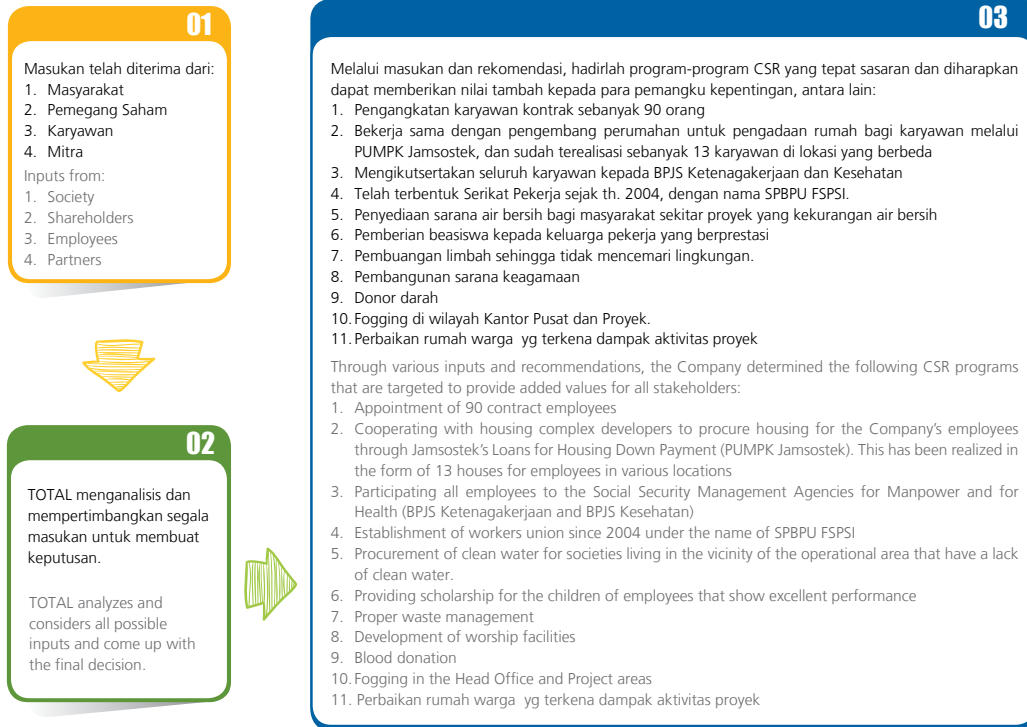 01
Masukan telah diterima dari:
1. Masyarakat
2. Pemegang Saham
3. Karyawan
4. Mitra
Inputs from:
1. Society
2. Shareholders
3. Employees
4. Partners
02
TOTAL menganalisis dan
mempertimbangkan segala
masukan untuk membuat
keputusan.
TOTAL analyzes and
considers all possible
inputs and come up with
the final decision.
03
Melalui masukan dan rekomendasi, hadirlah program-program CSR yang tepat sasaran dan diharapkan
dapat memberikan nilai tambah kepada para pemangku kepentingan, antara lain:
1. Pengangkatan karyawan kontrak sebanyak 90 orang
2. Bekerja sama dengan pengembang perumahan untuk pengadaan rumah bagi karyawan melalui
PUMPK Jamsostek, dan sudah terealisasi sebanyak 13 karyawan di lokasi yang berbeda
3. Mengikutsertakan seluruh karyawan kepada BPJS Ketenagakerjaan dan Kesehatan
4. Telah terbentuk Serikat Pekerja sejak th. 2004, dengan nama SPBPU FSPSI.
5. Penyediaan sarana air bersih bagi masyarakat sekitar proyek yang kekurangan air bersih
6. Pemberian beasiswa kepada keluarga pekerja yang berprestasi
7. Pembuangan limbah sehingga tidak mencemari lingkungan.
8. Pembangunan sarana keagamaan
9. Donor darah
10. Fogging di wilayah Kantor Pusat dan Proyek.
11. Perbaikan rumah warga yg terkena dampak aktivitas proyek
Through various inputs and recommendations, the Company determined the following CSR programs
that are targeted to provide added values for all stakeholders:
1. Appointment of 90 contract employees
2. Cooperating with housing complex developers to procure housing for the Company's employees
through Jamsostek's Loans for Housing Down Payment (PUMPK Jamsostek). This has been realized in
the form of 13 houses for employees in various locations
3. Participating all employees to the Social Security Management Agencies for Manpower and for
Health (BPJS Ketenagakerjaan and BPJS Kesehatan)
4. Establishment of workers union since 2004 under the name of SPBPU FSPSI
5. Procurement of clean water for societies living in the vicinity of the operational area that have a lack
of clean water.
6. Providing scholarship for the children of employees that show excellent performance
7. Proper waste management
8. Development of worship facilities
9. Blood donation
10. Fogging in the Head Office and Project areas
11. Perbaikan rumah warga yg terkena dampak aktivitas proyek